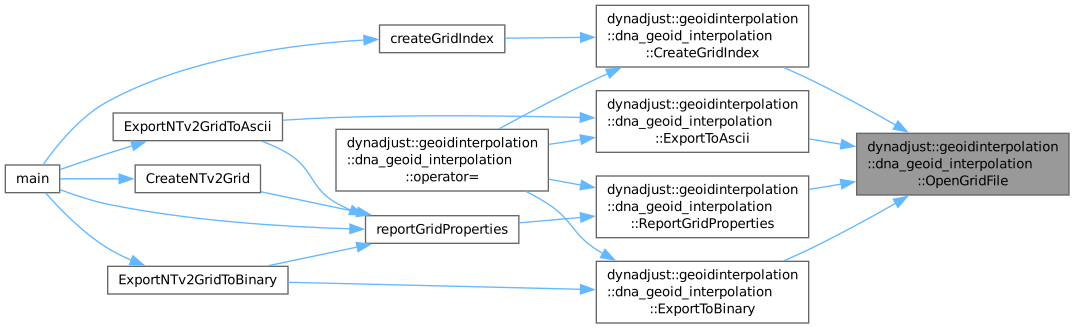 main
createGridIndex
ExportNTv2GridToAscii
CreateNTv2Grid
ExportNTv2GridToBinary
dynadjust::geoidinterpolation
::dna_geoid_interpolation
::operator=
reportGridProperties
dynadjust::geoidinterpolation
::dna_geoid_interpolation
::CreateGridIndex
dynadjust::geoidinterpolation
::dna_geoid_interpolation
::ExportToAscii
dynadjust::geoidinterpolation
::dna_geoid_interpolation
::ReportGridProperties
dynadjust::geoidinterpolation
::dna_geoid_interpolation
::ExportToBinary
dynadjust::geoidinterpolation
::dna_geoid_interpolation
::OpenGridFile